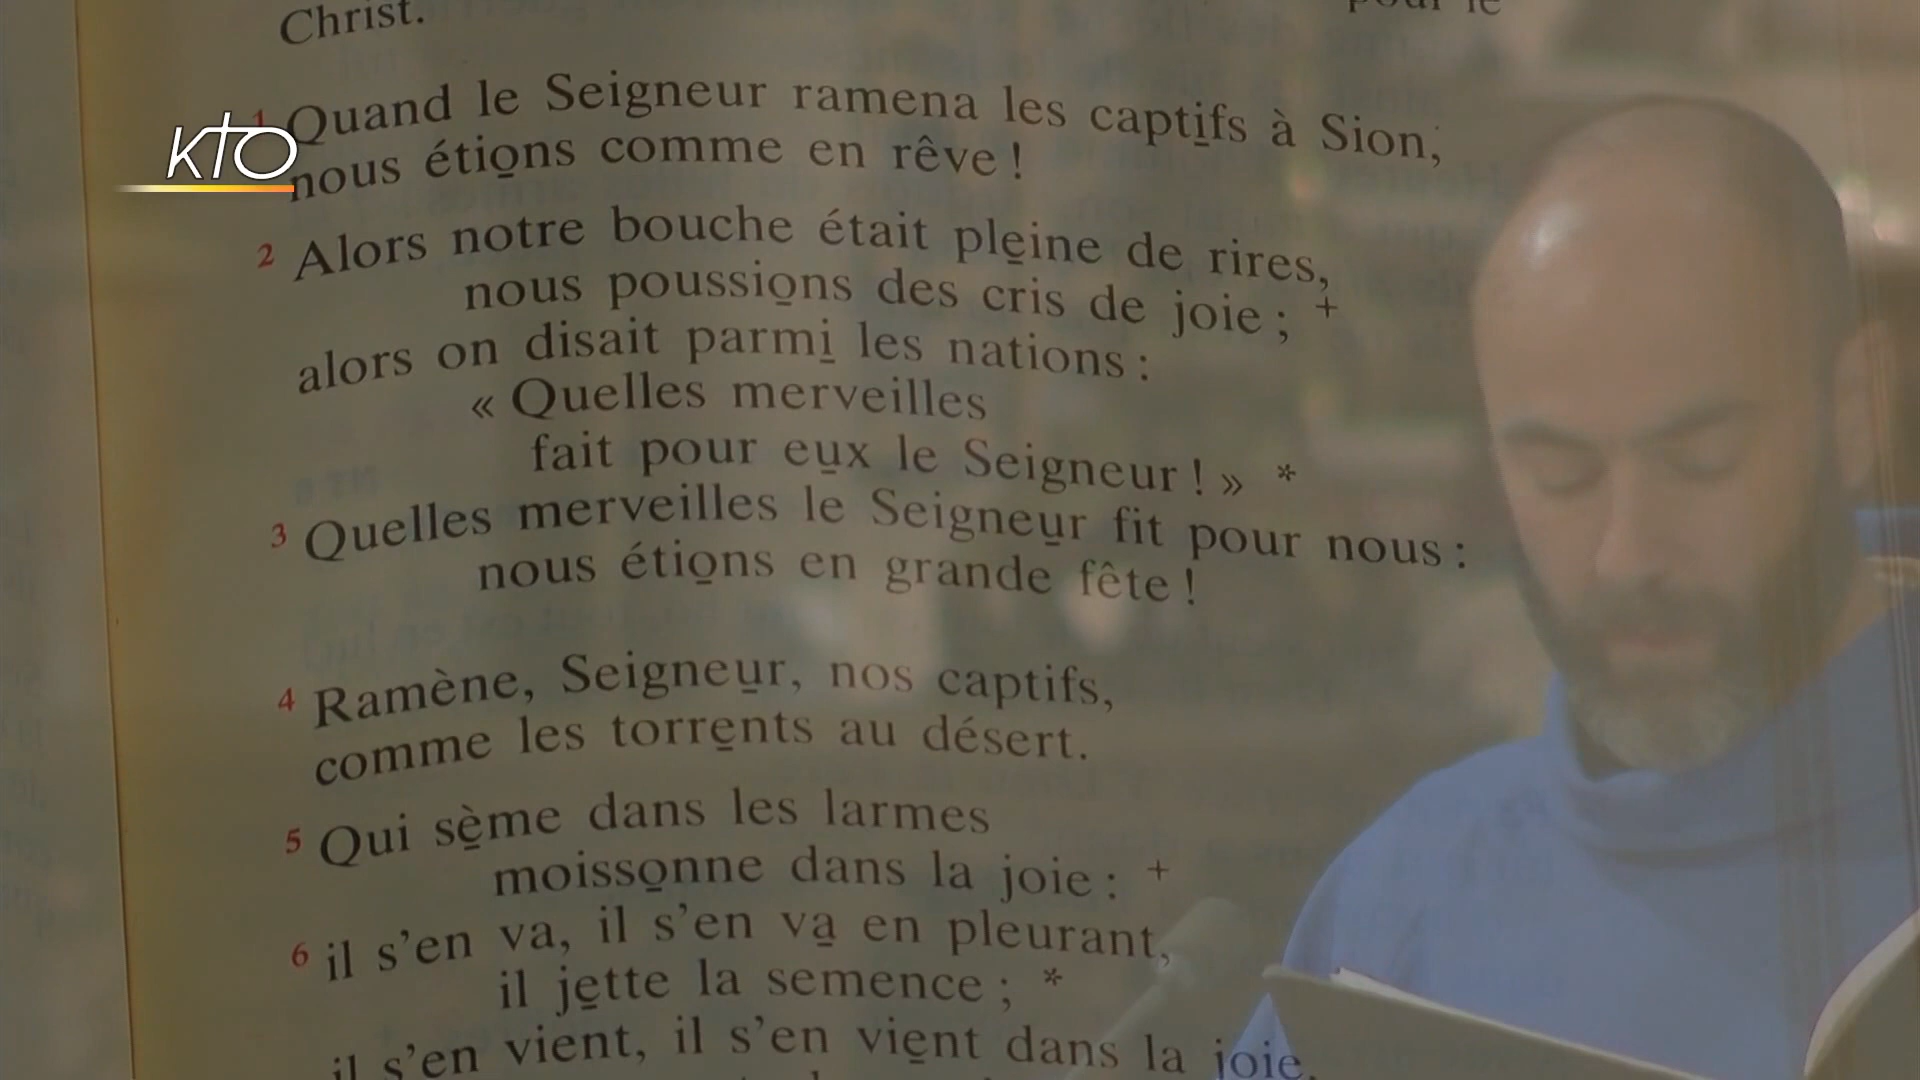 Christ.
pour le
1 Quand le Seigneur ramena les captifs à Sion,
KTO
nous étions comme en rêve !
2 Alors notre bouche était pleine de rires,
nous poussions des cris de joie ; +
alors on disait parmi les nations :
« Quelles merveilles
fait pour eux le Seigneur ! » *
3 Quelles merveilles le Seigneur fit pour nous :
nous étions en grande fête !
4 Ramène, Seigneur, nos captifs,
comme les torrents au désert.
5 Qui sème dans les larmes
moissonne dans la joie : +
6 il s'en va, il s'en va en pleurant,
il jette la semence ; *
il s'en vient, il s'en vient dans la joie,